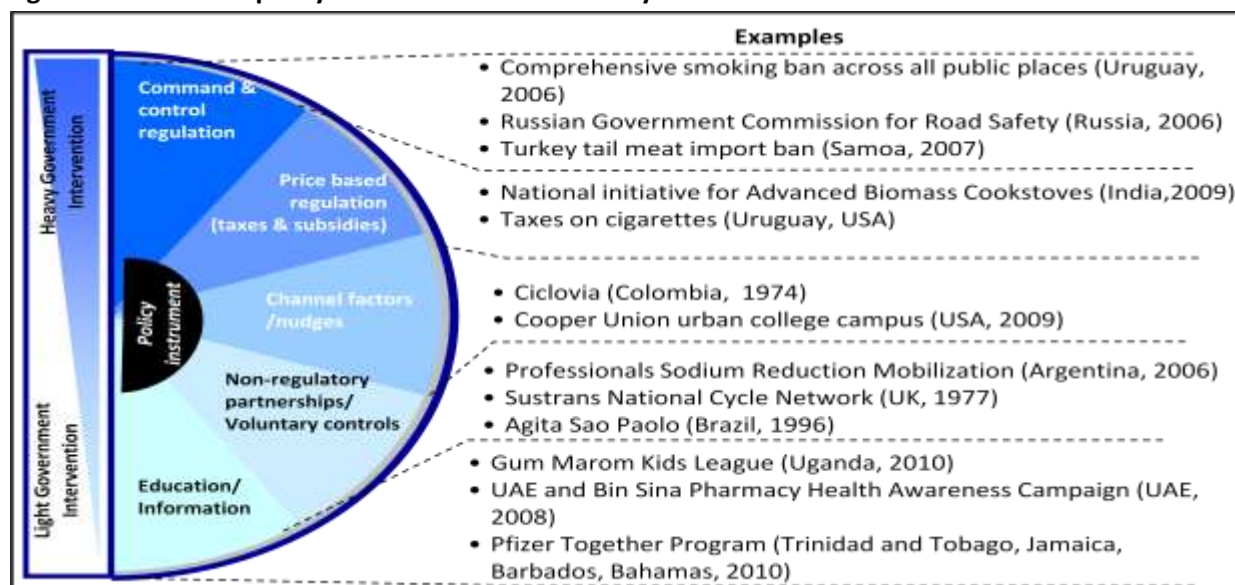 Examples
Heavy Government
Intervention
Light Government
Intervention
Policy
instrument
Command &
control
regulation
Price based
regulation
(taxes & subsidies)
Channel factors
/nudges
Non-regulatory
partnerships/
Voluntary controls
Education/
Information
• Comprehensive smoking ban across all public places (Uruguay,
2006)
• Russian Government Commission for Road Safety (Russia, 2006)
• Turkey tail meat import ban (Samoa, 2007)
• National initiative for Advanced Biomass Cookstoves (India,2009)
• Taxes on cigarettes (Uruguay, USA)
• Ciclovia (Colombia, 1974)
• Cooper Union urban college campus (USA, 2009)
• Professionals Sodium Reduction Mobilization (Argentina, 2006)
• Sustrans National Cycle Network (UK, 1977)
• Agita Sao Paolo (Brazil, 1996)
• Gum Marom Kids League (Uganda, 2010)
• UAE and Bin Sina Pharmacy Health Awareness Campaign (UAE,
2008)
• Pfizer Together Program (Trinidad and Tobago, Jamaica,
Barbados, Bahamas, 2010)